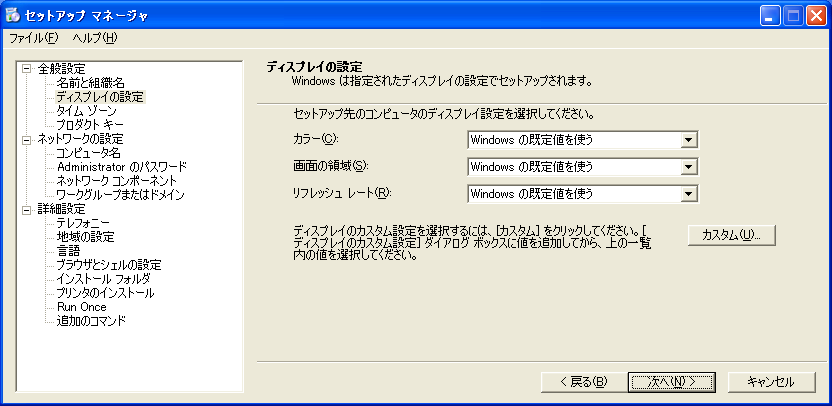 セットアップ マネージャ
ファイル(F) ヘルプ(H)
全般設定
名前と組織名
ディスプレイの設定
タイム ゾーン
プロダクト キー
ネットワークの設定
コンピュータ名
Administrator のパスワード
ネットワーク コンポーネント
ワークグループまたはドメイン
詳細設定
テレフォニー
地域の設定
言語
ブラウザとシェルの設定
インストール フォルダ
プリンタのインストール
Run Once
追加のコマンド
ディスプレイの設定
Windows は指定されたディスプレイの設定でセットアップされます。
セットアップ先のコンピュータのディスプレイ設定を選択してください。
カラー(C): Windows の既定値を使う
画面の領域(S): Windows の既定値を使う
リフレッシュ レート(R): Windows の既定値を使う
ディスプレイのカスタム設定を選択するには、[カスタム] をクリックしてください。[
ディスプレイのカスタム設定] ダイアログ ボックスに値を追加してから、上の一覧
内の値を選択してください。
カスタム(U)...
< 戻る(B) 次へ(N) > キャンセル